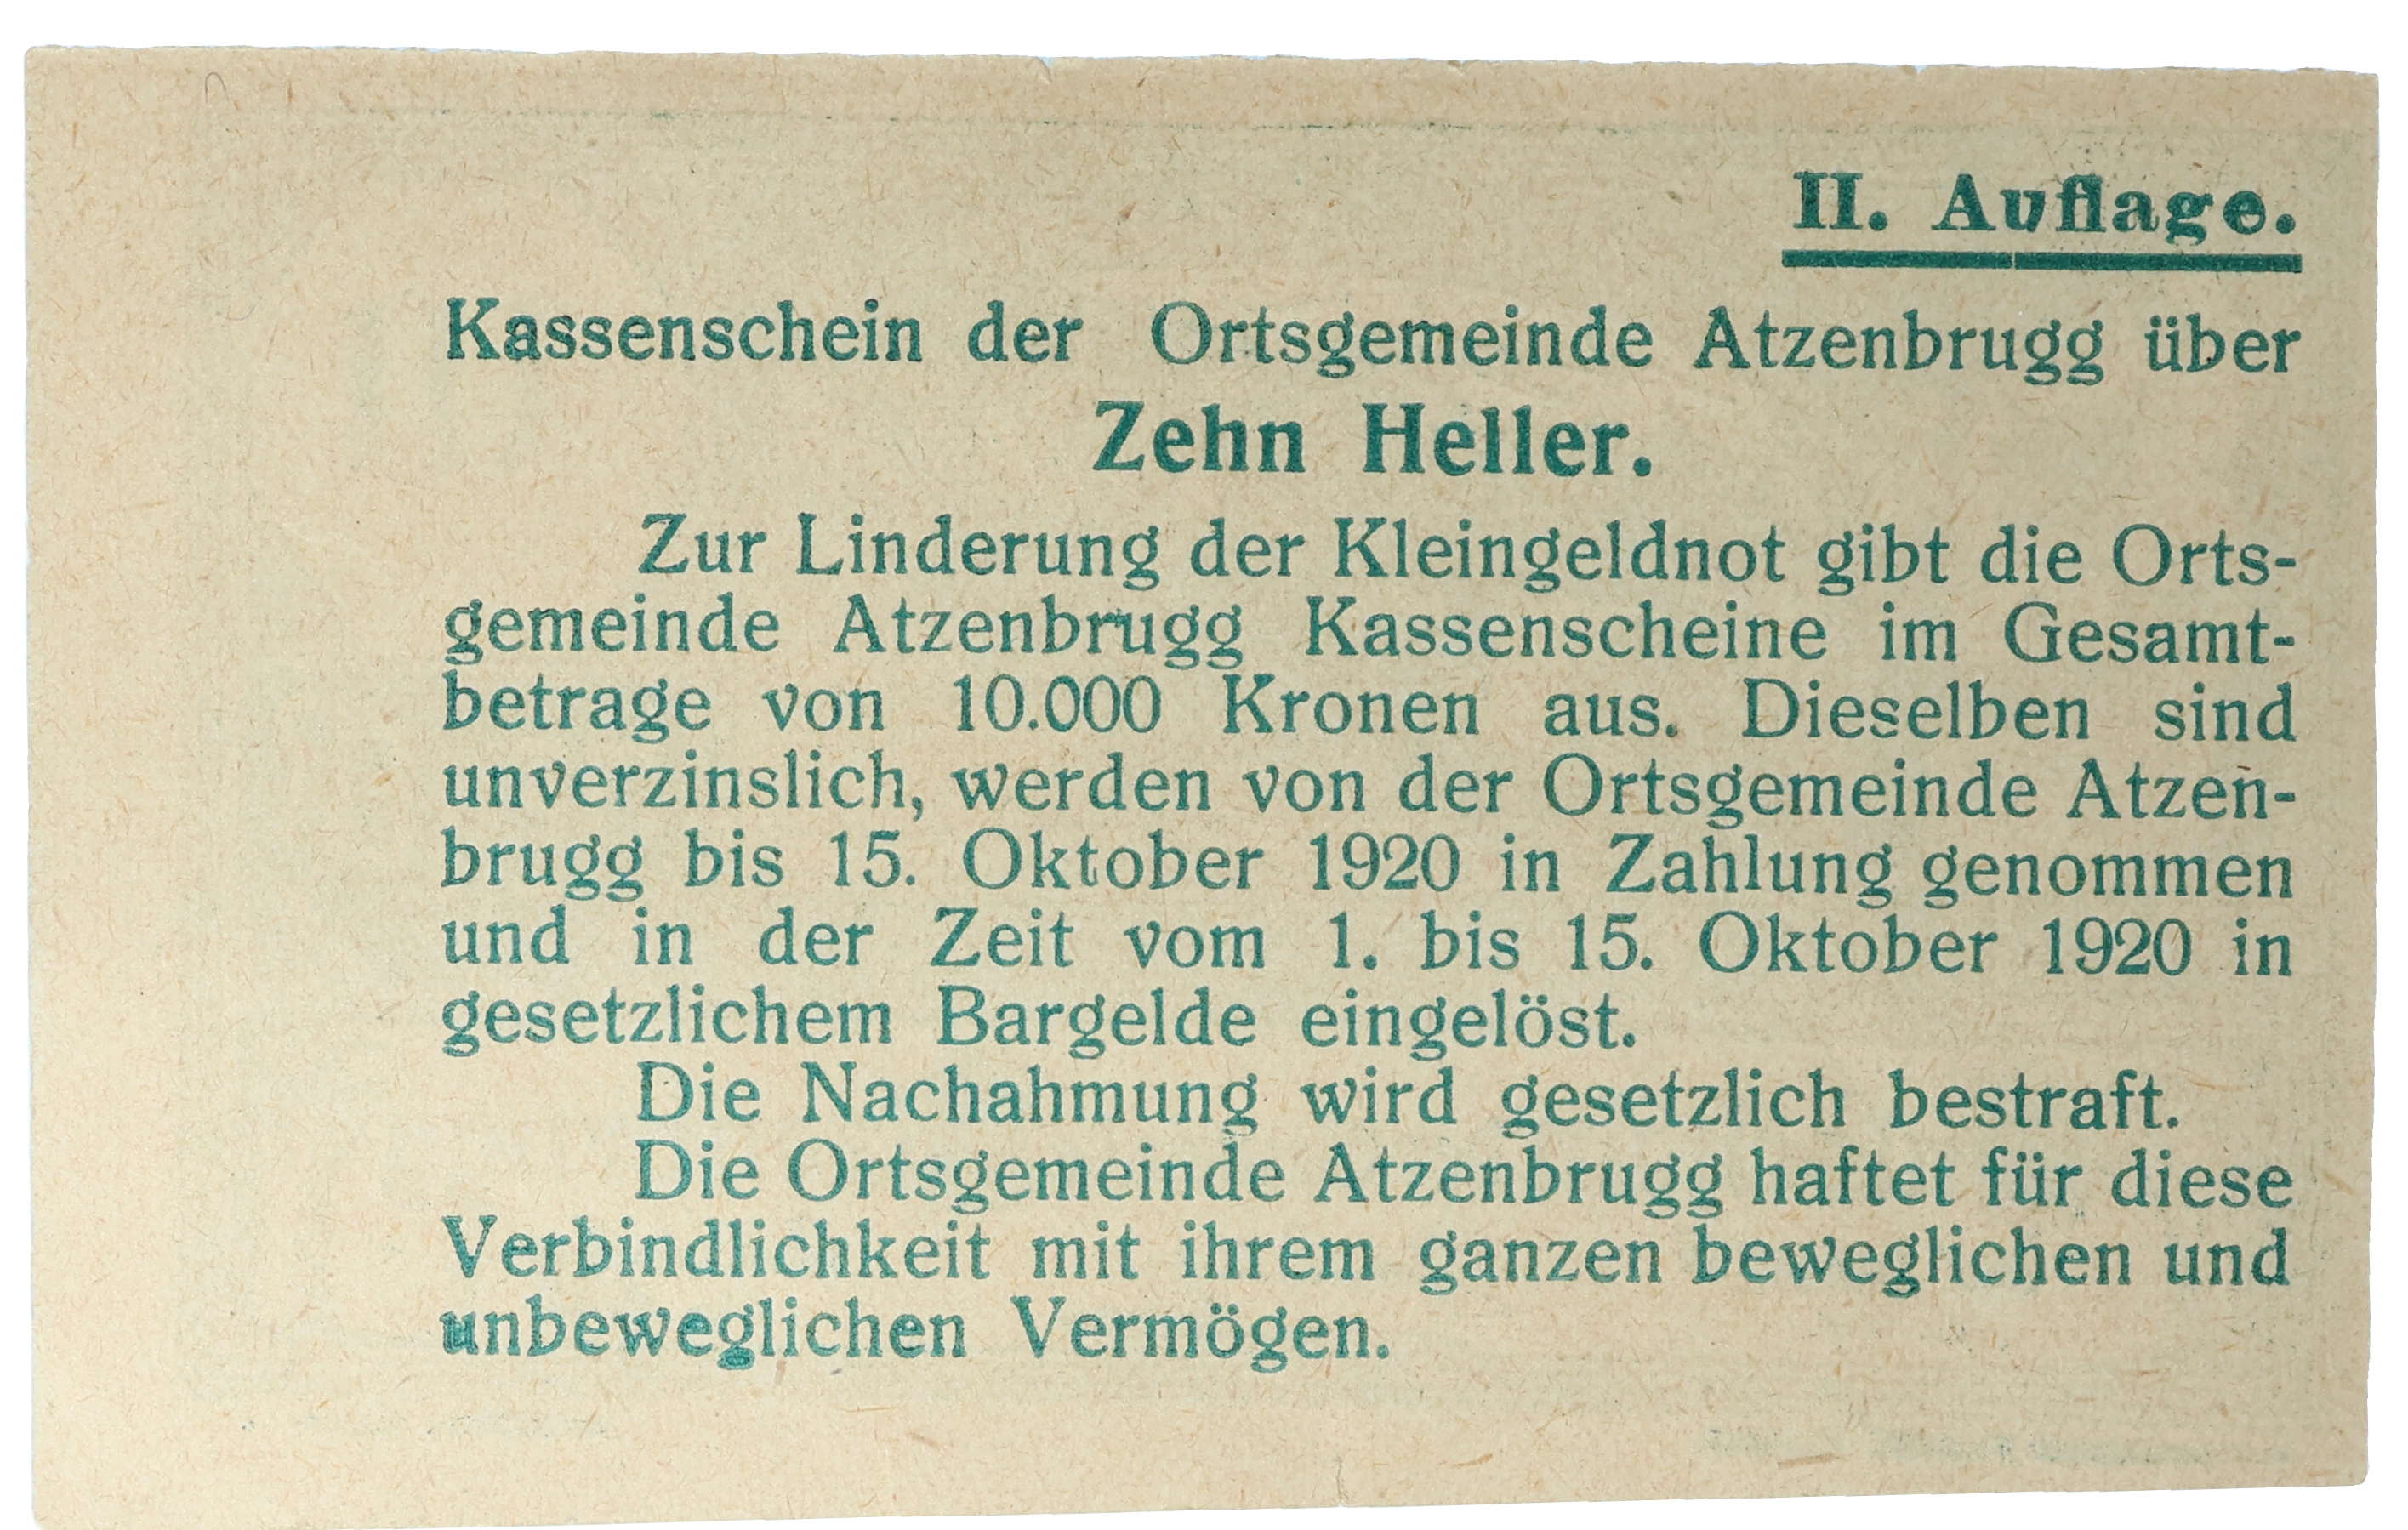 II. Auflage.
Kassenschein der Ortsgemeinde Atzenbrugg über
Zehn Heller.
Zur Linderung der Kleingeldnot gibt die Orts-
gemeinde Atzenbrugg Kassenscheine im Gesamt-
betrage von 10.000 Kronen aus. Dieselben sind
unverzinslich, werden von der Ortsgemeinde Atzen-
brugg bis 15. Oktober 1920 in Zahlung genommen
und in der Zeit vom 1. bis 15. Oktober 1920 in
gesetzlichem Bargelde eingelöst.
Die Nachahmung wird gesetzlich bestraft.
Die Ortsgemeinde Atzenbrugg haftet für diese
Verbindlichkeit mit ihrem ganzen beweglichen und
unbeweglichen Vermögen.